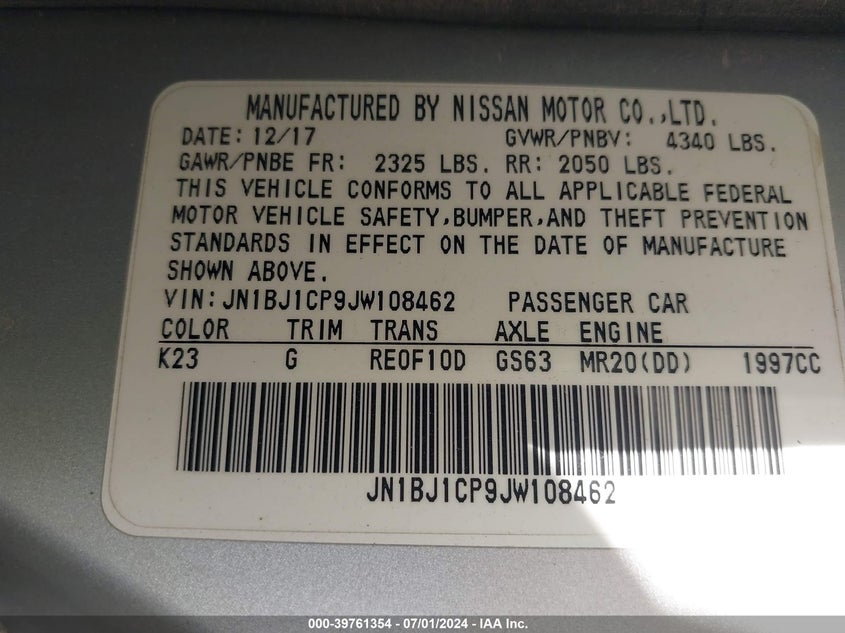 MANUFACTURED BY NISSAN MOTOR CO.,LTD.
DATE: 12/17 GVWR/PNBV: 4340 LBS.
GAWR/PNBE FR: 2325 LBS. RR: 2050 LBS.
THIS VEHICLE CONFORMS TO ALL APPLICABLE FEDERAL
MOTOR VEHICLE SAFETY,BUMPER,AND THEFT PREVENTION
STANDARDS IN EFFECT ON THE DATE OF MANUFACTURE
SHOWN ABOVE.
VIN: JN1BJ1CP9JW108462 PASSENGER CAR
COLOR TRIM TRANS AXLE ENGINE
K23 G RE0F10D GS63 MR20(DD) 1997CC
JN1BJ1CP9JW108462
000-39761354 / 07/01/2024 - IAA Inc.